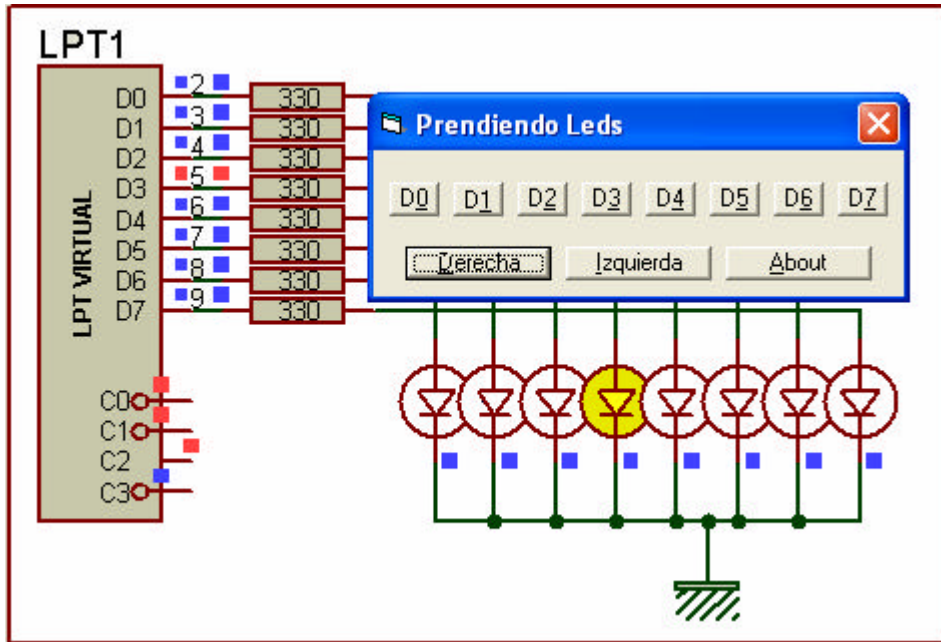 LPT1
LPT VIRTUAL
D0 2 330
D1 3 330
D2 4 330
D3 5 330
D4 6 330
D5 7 330
D6 8 330
D7 9 330
C0
C1
C2
C3
Prendiendo Leds
D0 D1 D2 D3 D4 D5 D6 D7
Derecha Izquierda About